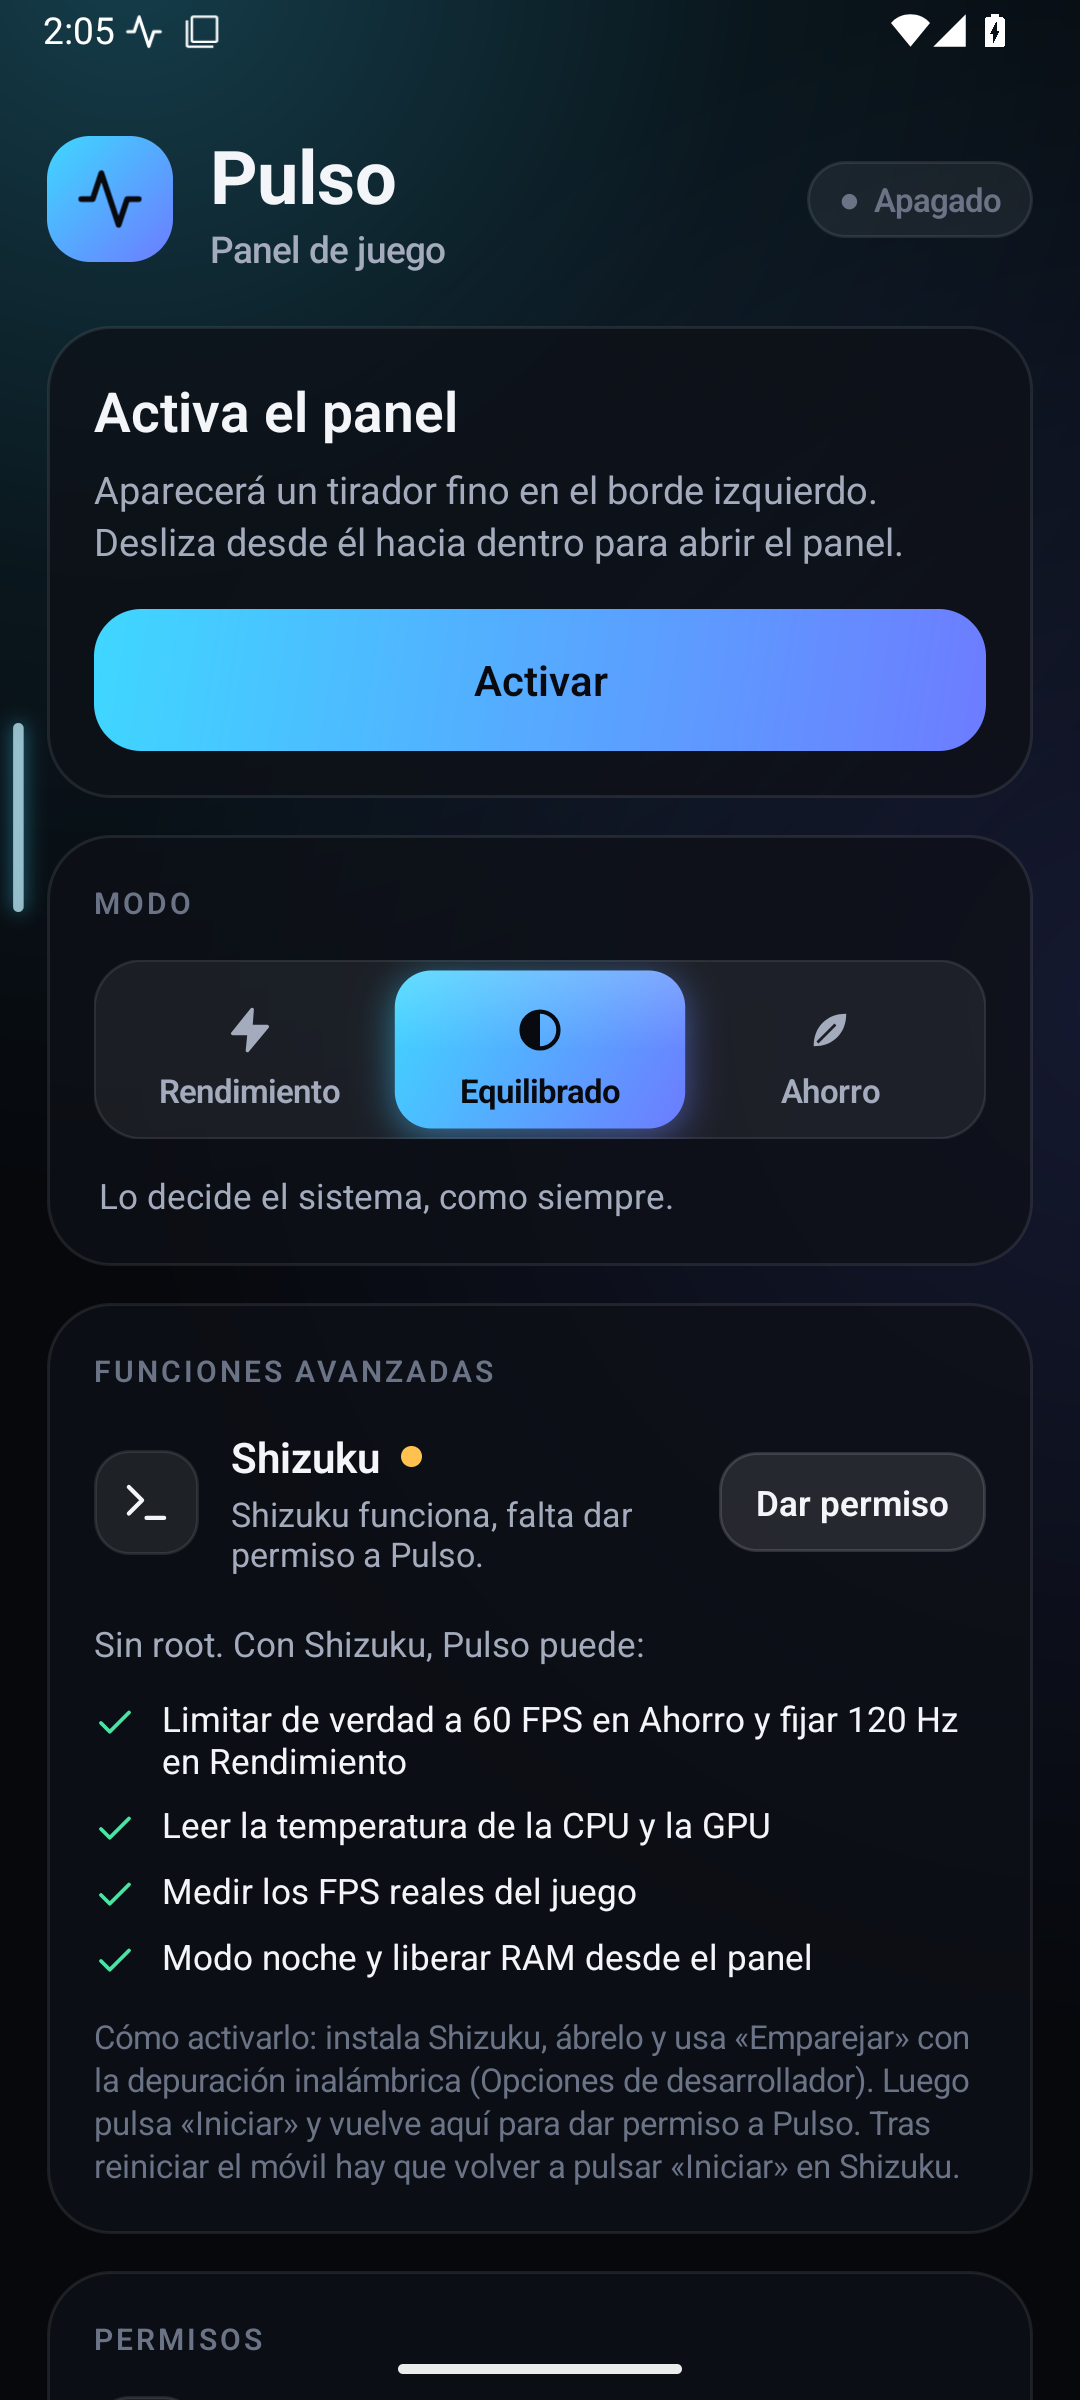 2:05
Pulso
Panel de juego
Apagado
Activa el panel
Aparecerá un tirador fino en el borde izquierdo.
Desliza desde él hacia dentro para abrir el panel.
Activar
MODO
Rendimiento
Equilibrado
Ahorro
Lo decide el sistema, como siempre.
FUNCIONES AVANZADAS
Shizuku
Shizuku funciona, falta dar
permiso a Pulso.
Dar permiso
Sin root. Con Shizuku, Pulso puede:
Limitar de verdad a 60 FPS en Ahorro y fijar 120 Hz
en Rendimiento
Leer la temperatura de la CPU y la GPU
Medir los FPS reales del juego
Modo noche y liberar RAM desde el panel
Cómo activarlo: instala Shizuku, ábrelo y usa «Emparejar» con
la depuración inalámbrica (Opciones de desarrollador). Luego
pulsa «Iniciar» y vuelve aquí para dar permiso a Pulso. Tras
reiniciar el móvil hay que volver a pulsar «Iniciar» en Shizuku.
PERMISOS